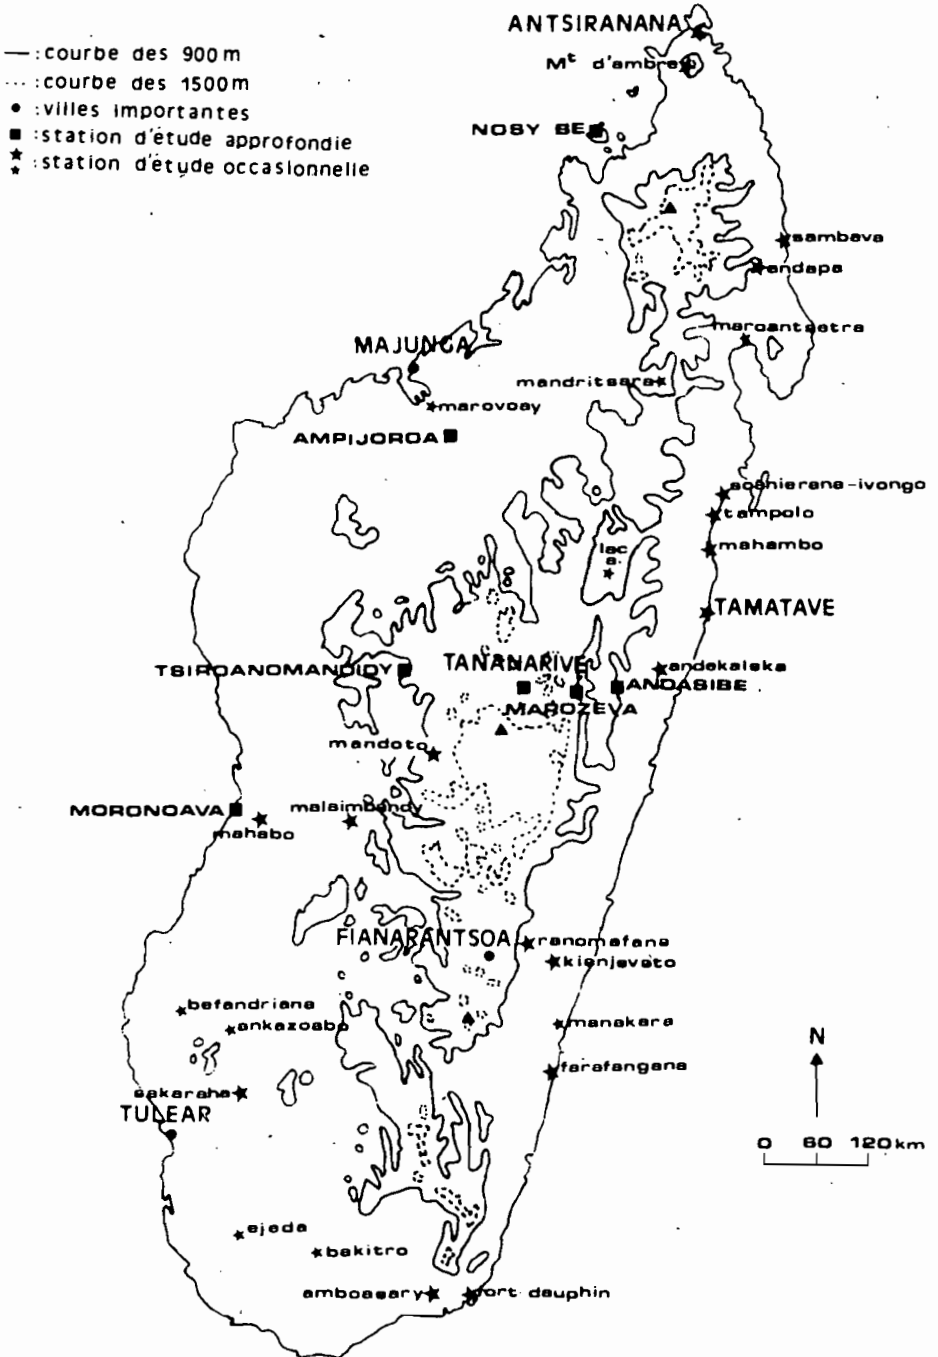 ANTSIRANANA
— : courbe des 900m
Mt d'ambre
... : courbe des 1500m
● : villes importantes
NOSY BE
■ : station d'étude approfondie
★ : station d'étude occasionnelle
sambava
andapa
maroantsetra
MAJUNGA
mandritsara
marovoay
AMPIJOROA
soanierana-ivongo
tampolo
mahambo
lac
a.
TAMATAVE
TSIROANOMANDIDY
TANANARIVE
andekaleka
ANDASIBE
MAROZEVA
mandoto
MORONDAVA
malaimbandy
mahabo
FIANARANTSOA
ranomafana
kienjavato
befandriana
ankazoabo
manakara
N
farafangana
sakaraha
TULEAR
0 60 120km
ejeda
bekitro
amboasary
fort dauphin